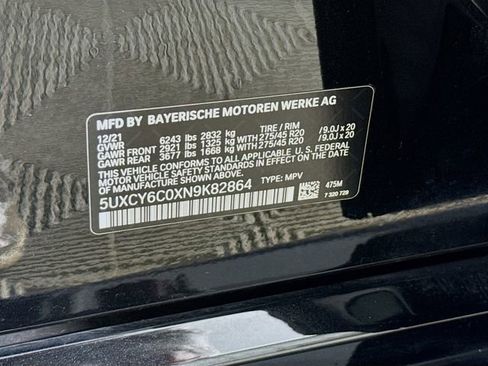 MFD BY BAYERISCHE MOTOREN WERKE AG
12/21 TIRE / RIM
GVWR 6243 lbs 2832 kg
GAWR FRONT 2921 lbs 1325 kg WITH 275/45 R20 / 9.0J x 20
GAWR REAR 3677 lbs 1668 kg WITH 275/45 R20 / 9.0J x 20
THIS VEHICLE CONFORMS TO ALL APPLICABLE U. S. FEDERAL
MOTOR VEHICLE SAFETY STANDARDS IN EFFECT ON THE
DATE OF MANUFACTURE SHOWN ABOVE.
5UXCY6C0XN9K82864 TYPE: MPV 475M
7 320 729